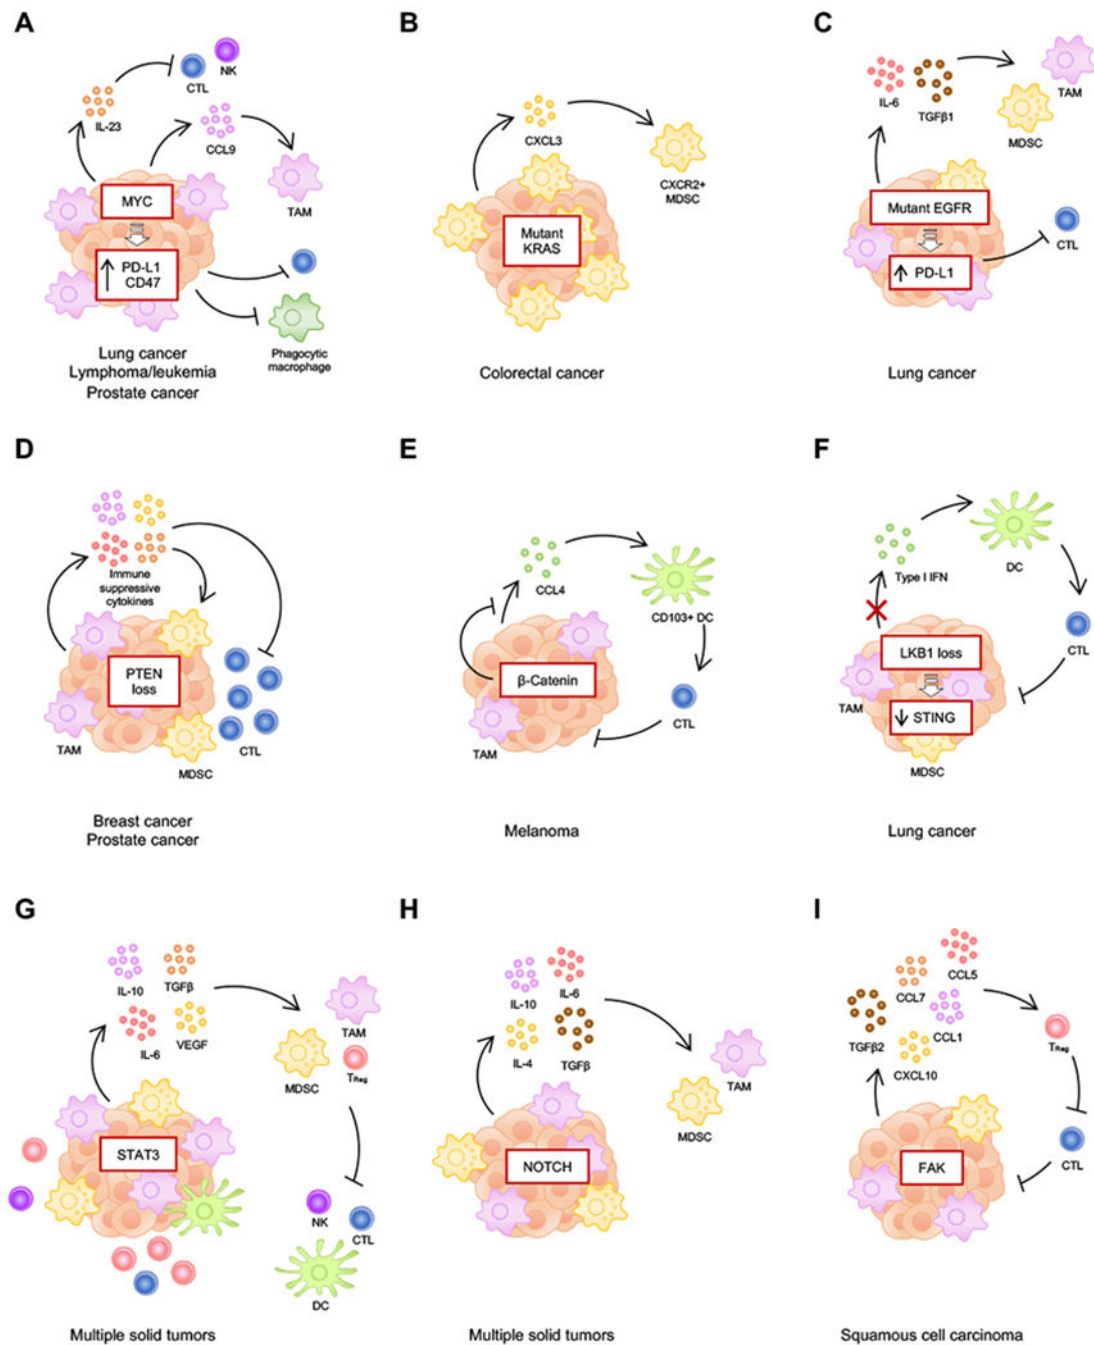 A
NK
CTL
IL-23
CCL9
TAM
MYC
PD-L1
CD47
Phagocytic
macrophage
Lung cancer
Lymphoma/leukemia
Prostate cancer
B
CXCL3
CXCR2+
MDSC
Mutant
KRAS
Colorectal cancer
C
IL-6
TGFβ1
TAM
MDSC
Mutant EGFR
PD-L1
CTL
Lung cancer
D
Immune
suppressive
cytokines
PTEN
loss
TAM
MDSC
CTL
Breast cancer
Prostate cancer
E
CCL4
CD103+ DC
β-Catenin
CTL
TAM
Melanoma
F
Type I IFN
DC
LKB1 loss
STING
CTL
TAM
MDSC
Lung cancer
G
IL-10
TGFβ
IL-6
VEGF
TAM
MDSC
TReg
STAT3
NK
CTL
DC
Multiple solid tumors
H
IL-10
IL-6
IL-4
TGFβ
TAM
MDSC
NOTCH
Multiple solid tumors
I
CCL5
CCL7
CCL1
TGFβ2
CXCL10
TReg
CTL
FAK
Squamous cell carcinoma